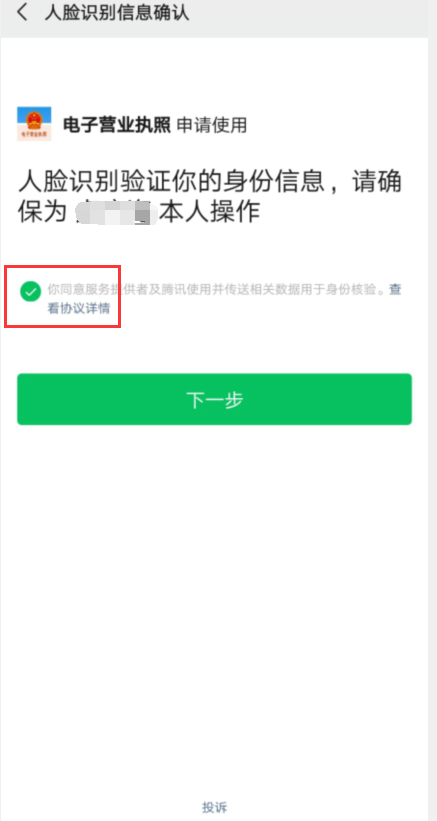 人脸识别信息确认
电子营业执照
电子营业执照 申请使用
人脸识别验证你的身份信息，请确
保为 本人操作
你同意服务提供者及腾讯使用并传送相关数据用于身份核验。查
看协议详情
下一步
投诉